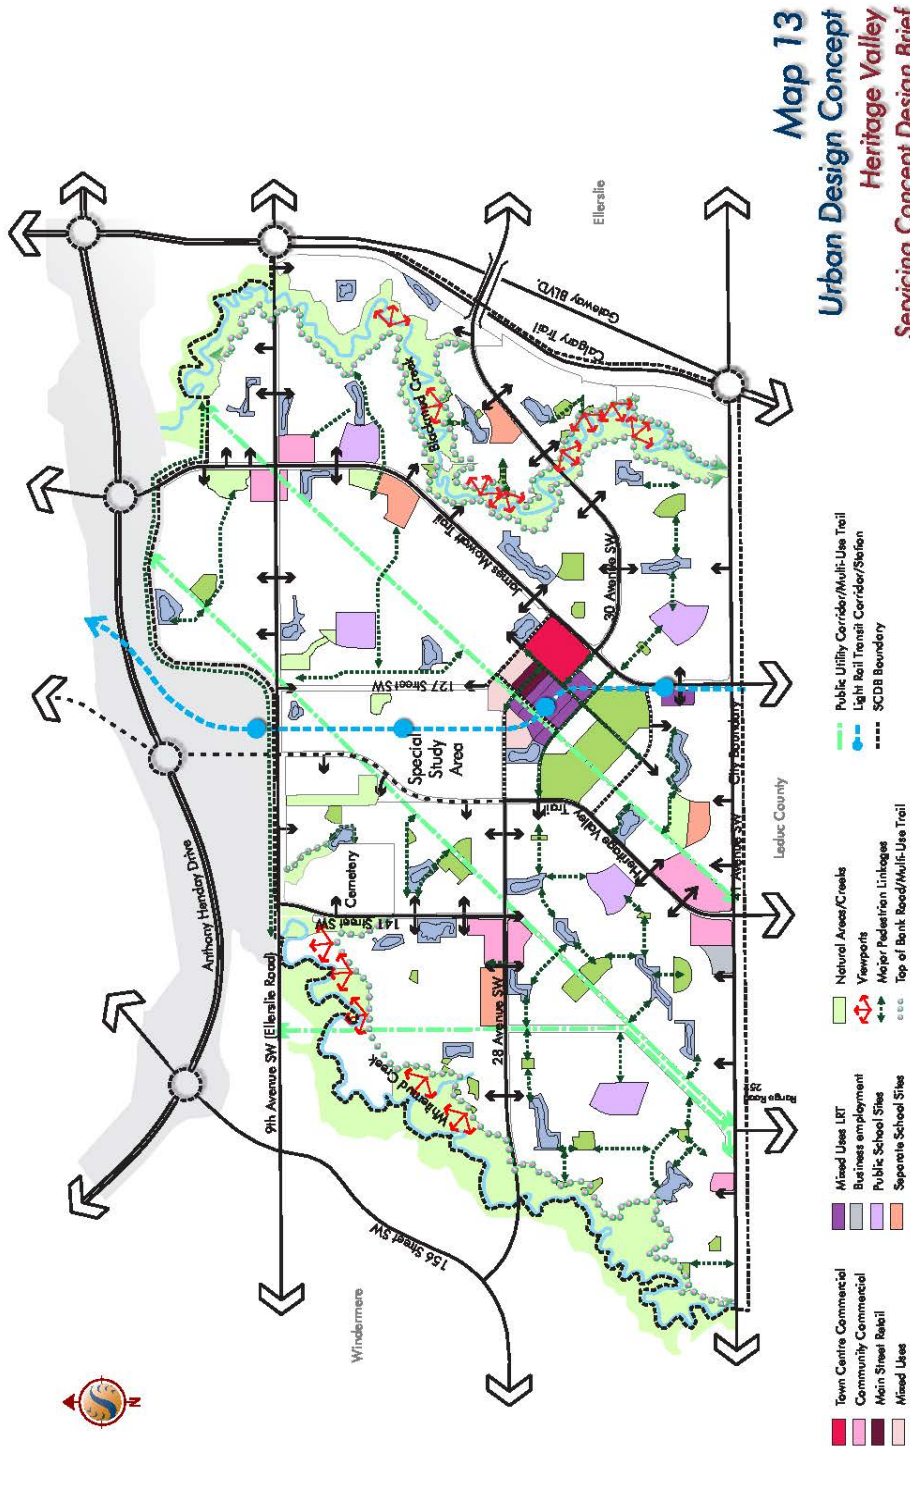 Map 13
Urban Design Concept
Heritage Valley
Servicing Concept Design Brief
N
Windermere
Ellerslie
Leduc County
Anthony Henday Drive
9th Avenue SW (Ellerslie Road)
156 Street SW
Whitemud Creek
28 Avenue SW
141 Street SW
Cemetery
Special
Study
Area
127 Street SW
Heritage Valley Trail
James Mowat Trail
Blackmud Creek
30 Avenue SW
Calgary Trail
Gateway BLVD.
41 Avenue SW
City Boundary
Range Road
Town Centre Commercial
Community Commercial
Main Street Retail
Mixed Uses
Mixed Uses LRT
Business employment
Public School Sites
Separate School Sites
Natural Areas/Creeks
Viewports
Major Pedestrian Linkages
Top of Bank Road/Multi-Use Trail
Public Utility Corridor/Multi-Use Trail
Light Rail Transit Corridor/Station
SCDB Boundary